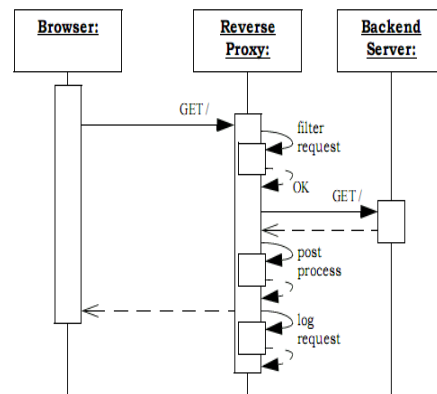 Browser:
Reverse
Proxy:
Backend
Server:
GET /
filter
request
OK
GET /
post
process
log
request